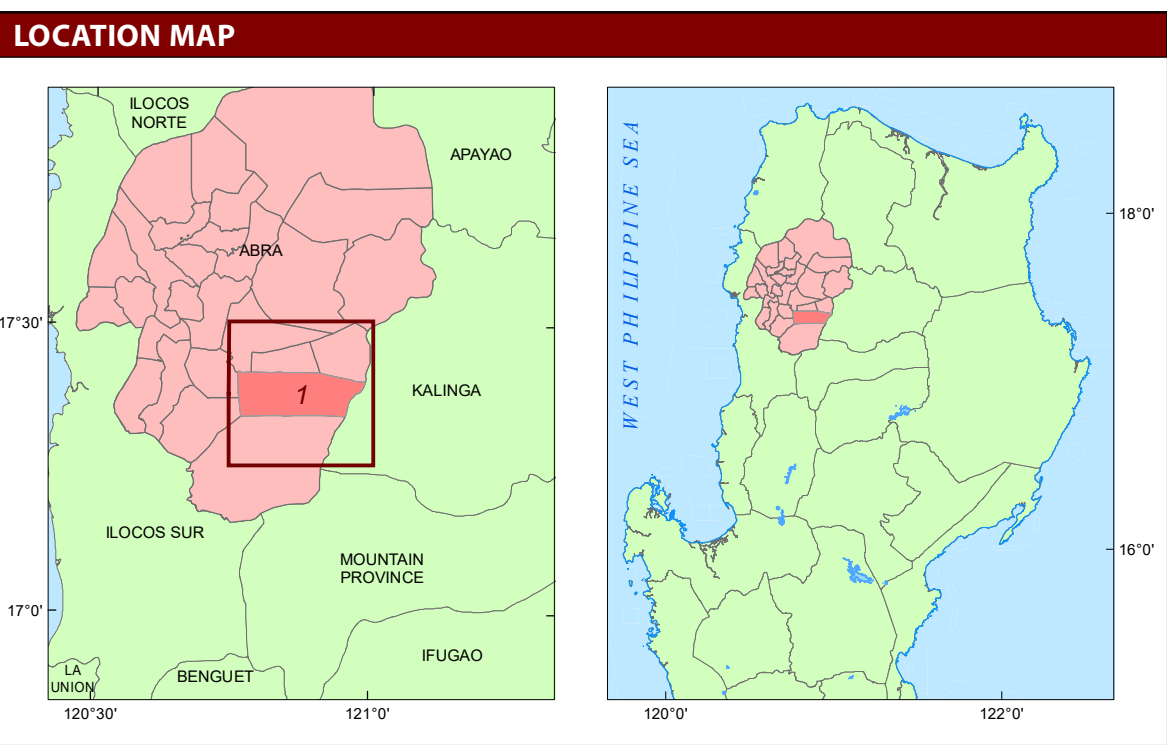 LOCATION MAP
ILOCOS
NORTE
APAYAO
ABRA
17°30'
KALINGA
1
ILOCOS SUR
MOUNTAIN
PROVINCE
17°0'
IFUGAO
LA
UNION
BENGUET
120°30'
121°0'
WEST PHILIPPINE SEA
18°0'
16°0'
120°0'
122°0'